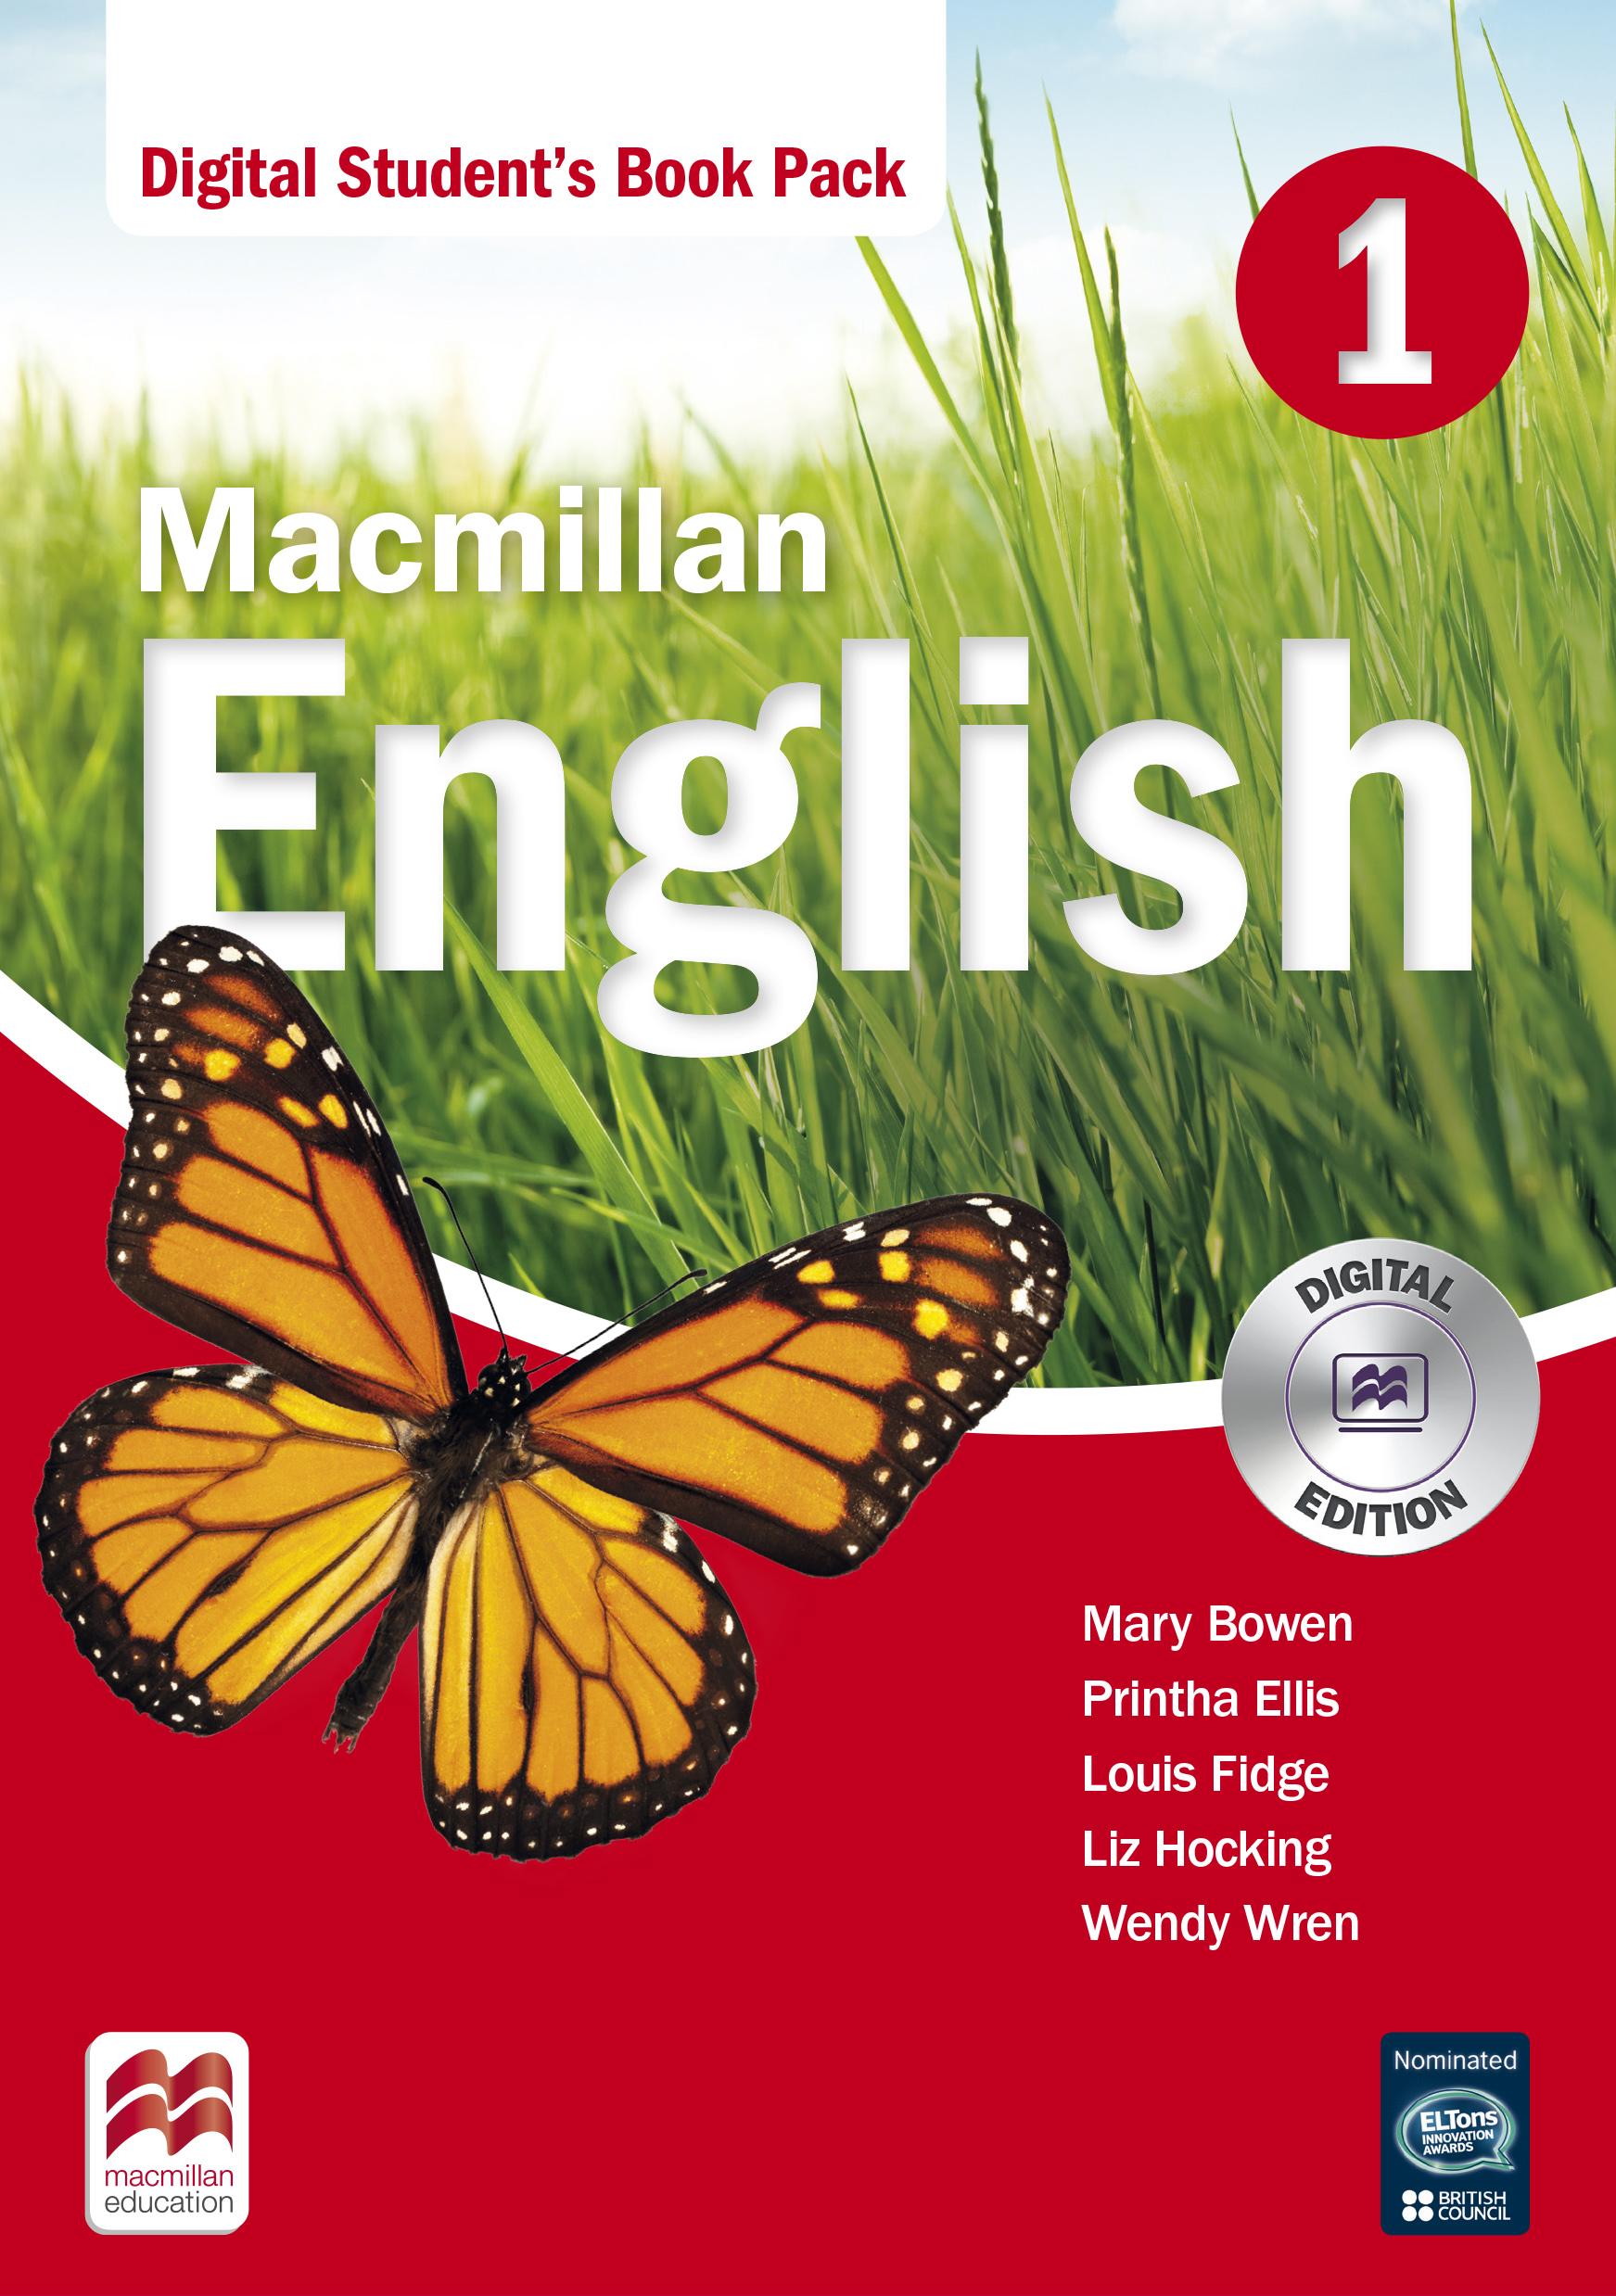 Digital Student’s Book Pack
1
Macmillan
English
DIGITAL
EDITION
Mary Bowen
Printha Ellis
Louis Fidge
Liz Hocking
Wendy Wren
macmillan
education
Nominated
ELTons
INNOVATION
AWARDS
BRITISH
COUNCIL